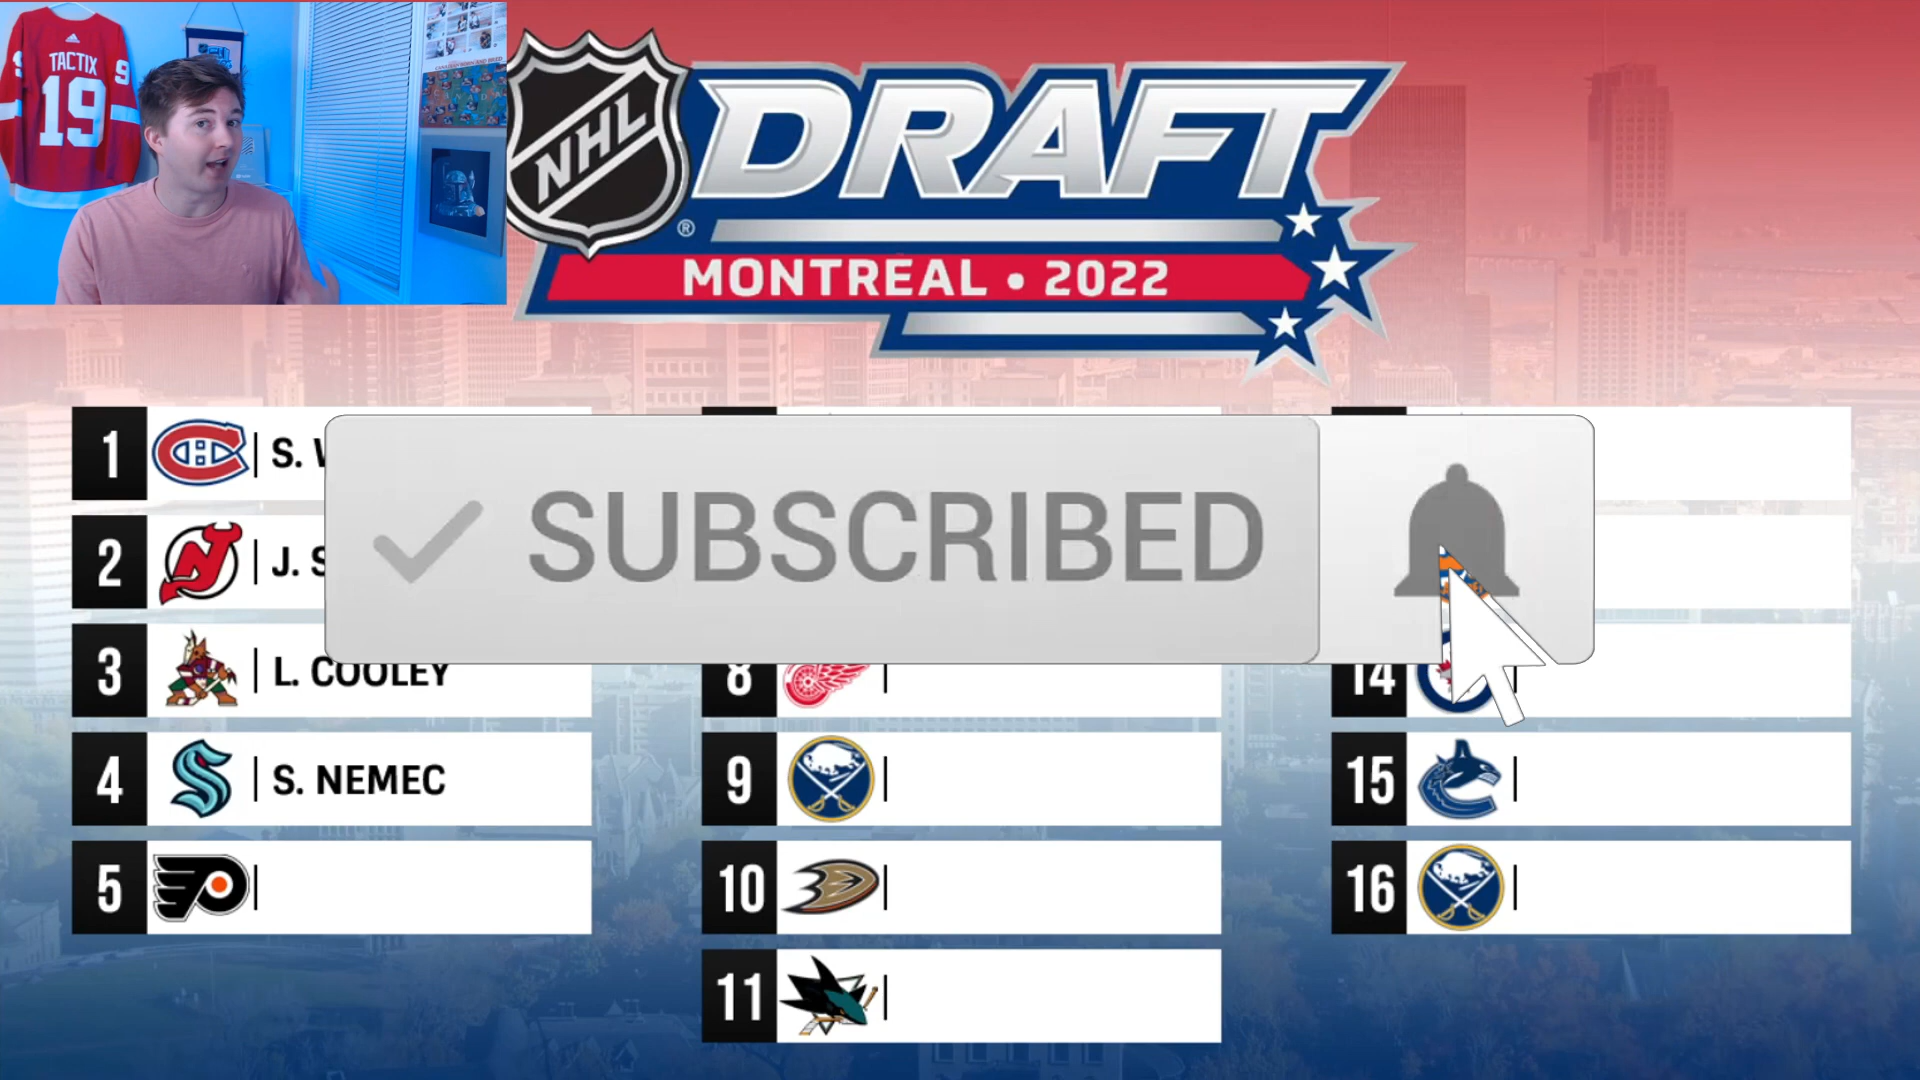 TACTIX
19
9
NHL
DRAFT
®
MONTREAL • 2022
1 | S.
2 | J. S
3 | L. COOLEY
4 | S. NEMEC
5 |
SUBSCRIBED
8 |
9 |
10 |
11 |
14 |
15 |
16 |